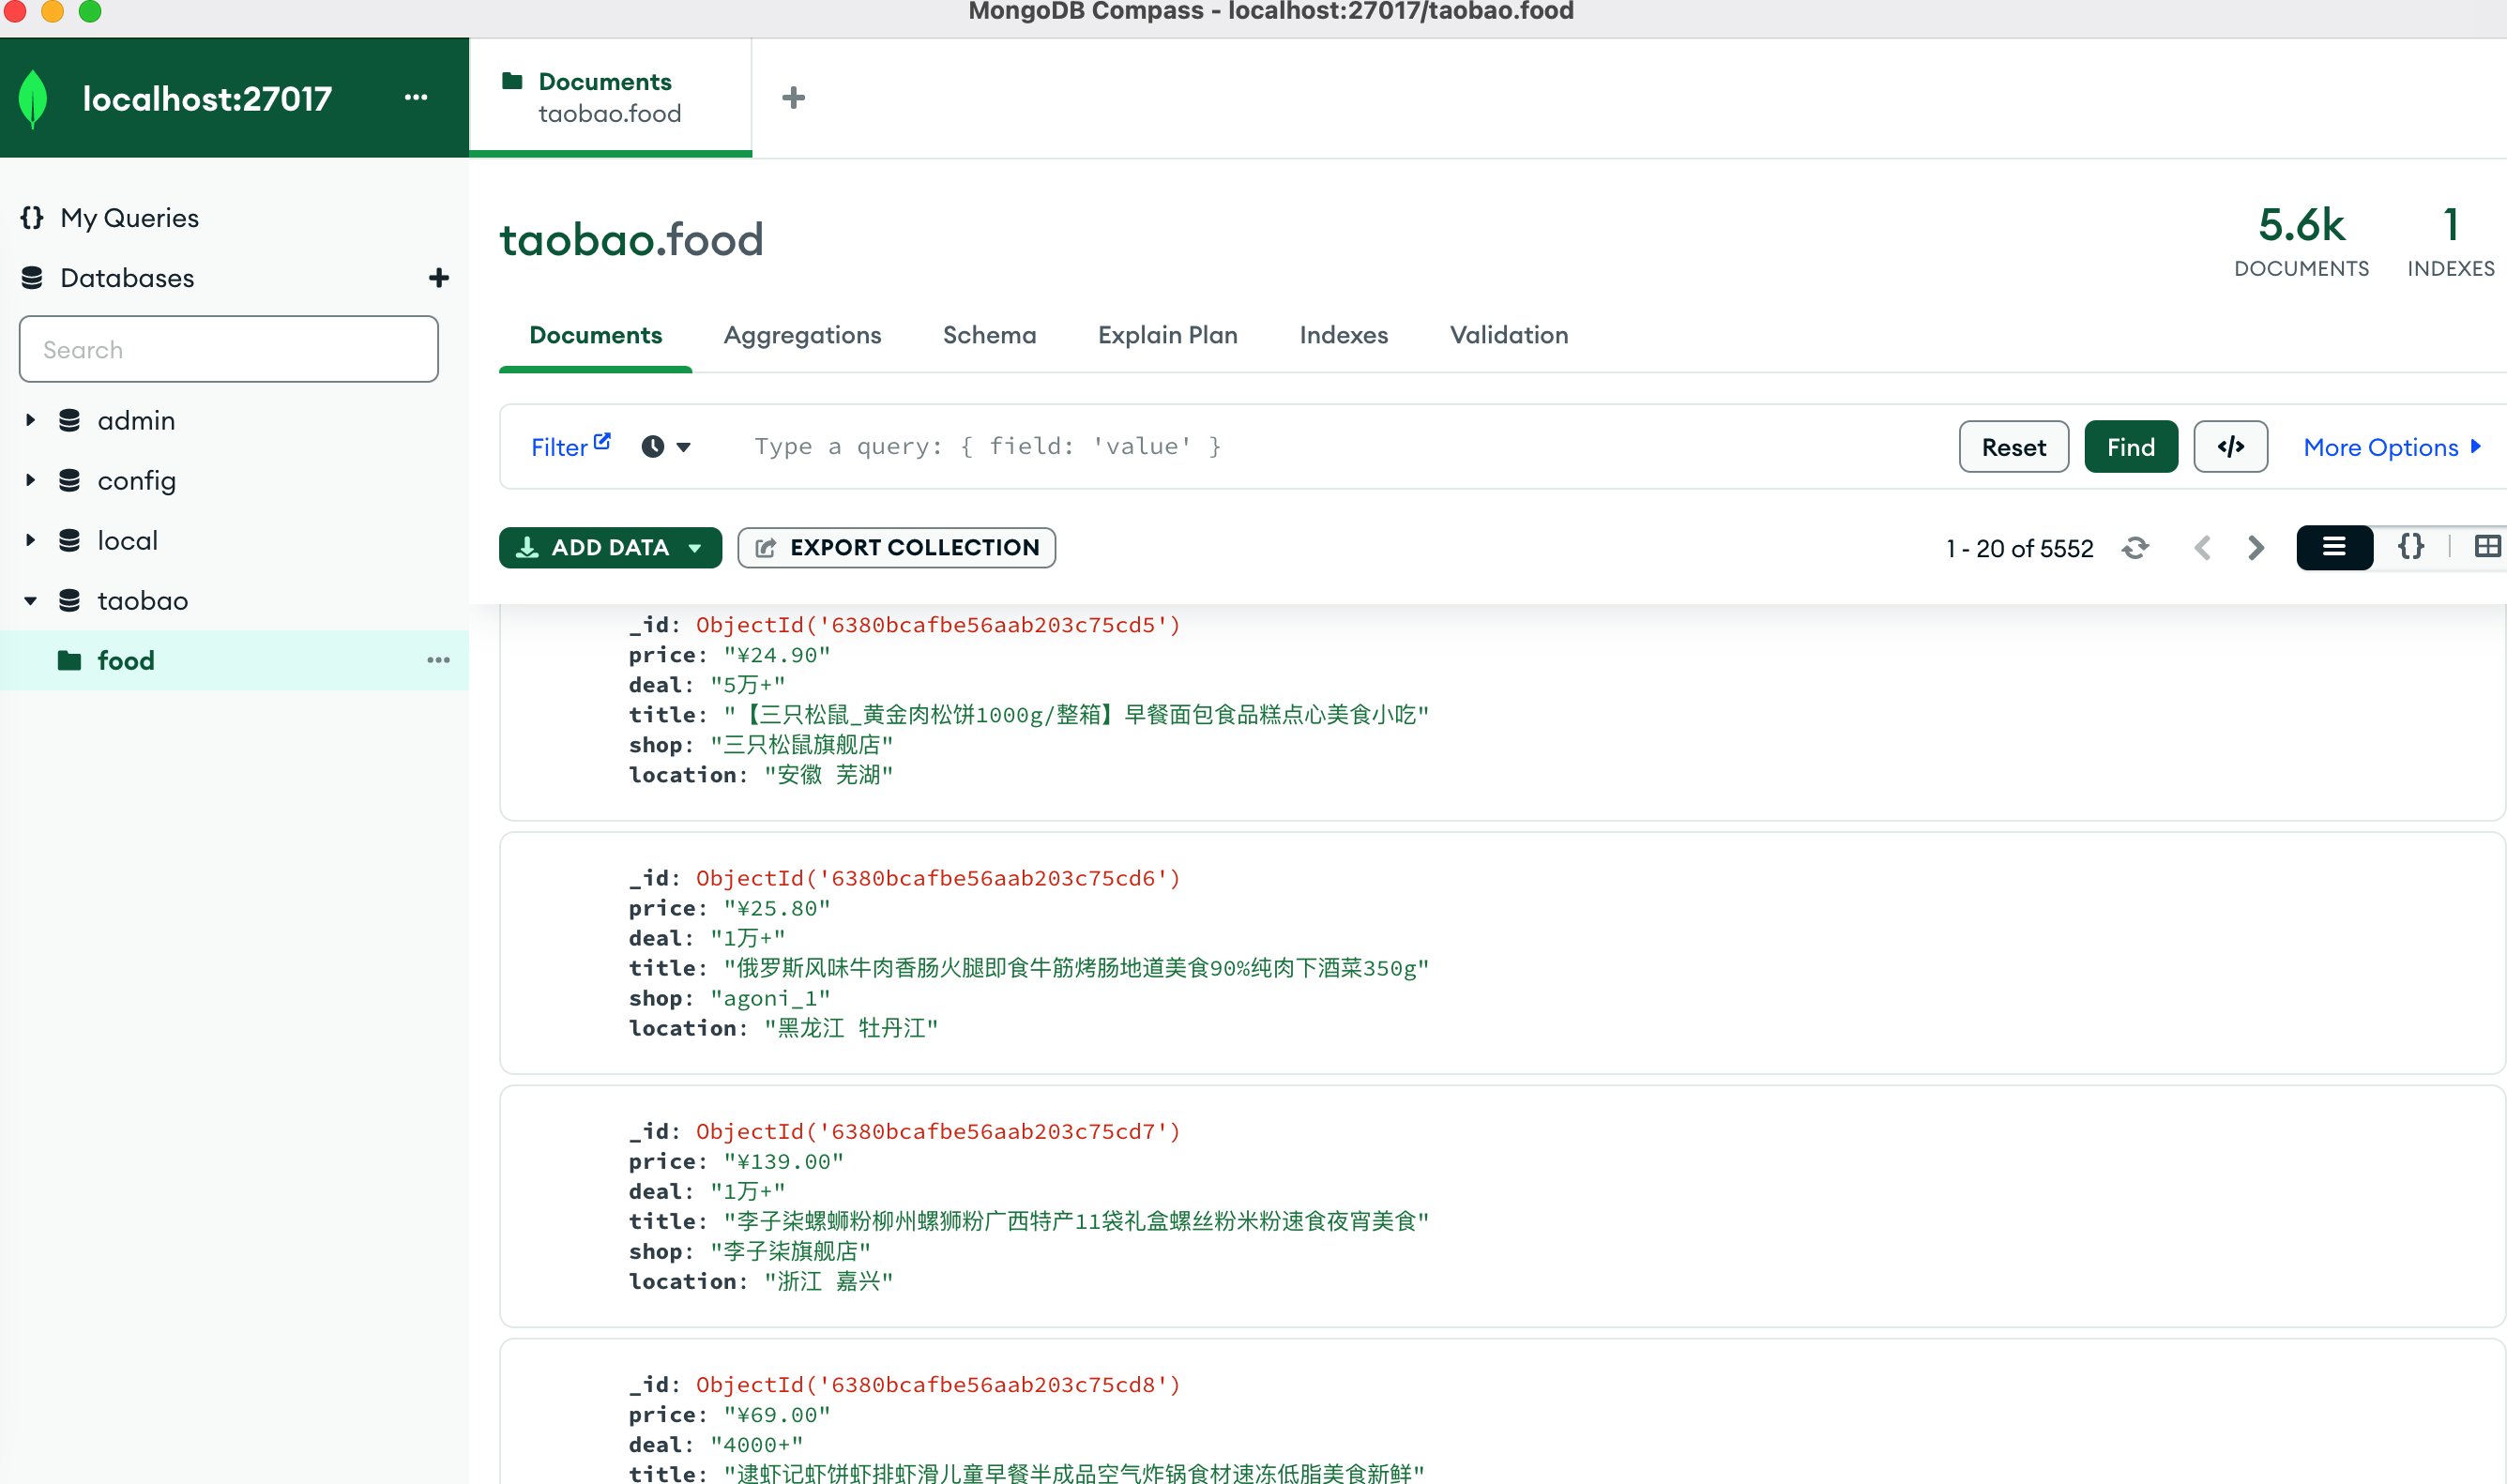 MongoDB Compass - localhost:27017/taobao.food
localhost:27017
Documents
taobao.food
My Queries
Databases
Search
admin
config
local
taobao
food
taobao.food
5.6k
DOCUMENTS
1
INDEXES
Documents
Aggregations
Schema
Explain Plan
Indexes
Validation
Filter
Type a query: { field: 'value' }
Reset
Find
</>
More Options
ADD DATA
EXPORT COLLECTION
1 - 20 of 5552
{}
_id: ObjectId('6380bcafbe56aab203c75cd5')
price: "¥24.90"
deal: "5万+"
title: "【三只松鼠_黄金肉松饼1000g/整箱】早餐面包食品糕点心美食小吃"
shop: "三只松鼠旗舰店"
location: "安徽 芜湖"
_id: ObjectId('6380bcafbe56aab203c75cd6')
price: "¥25.80"
deal: "1万+"
title: "俄罗斯风味牛肉香肠火腿即食牛筋烤肠地道美食90%纯肉下酒菜350g"
shop: "agoni_1"
location: "黑龙江 牡丹江"
_id: ObjectId('6380bcafbe56aab203c75cd7')
price: "¥139.00"
deal: "1万+"
title: "李子柒螺蛳粉柳州螺狮粉广西特产11袋礼盒螺丝粉米粉速食夜宵美食"
shop: "李子柒旗舰店"
location: "浙江 嘉兴"
_id: ObjectId('6380bcafbe56aab203c75cd8')
price: "¥69.00"
deal: "4000+"
title: "逮虾记虾饼虾排虾滑儿童早餐半成品空气炸锅食材速冻低脂美食新鲜"